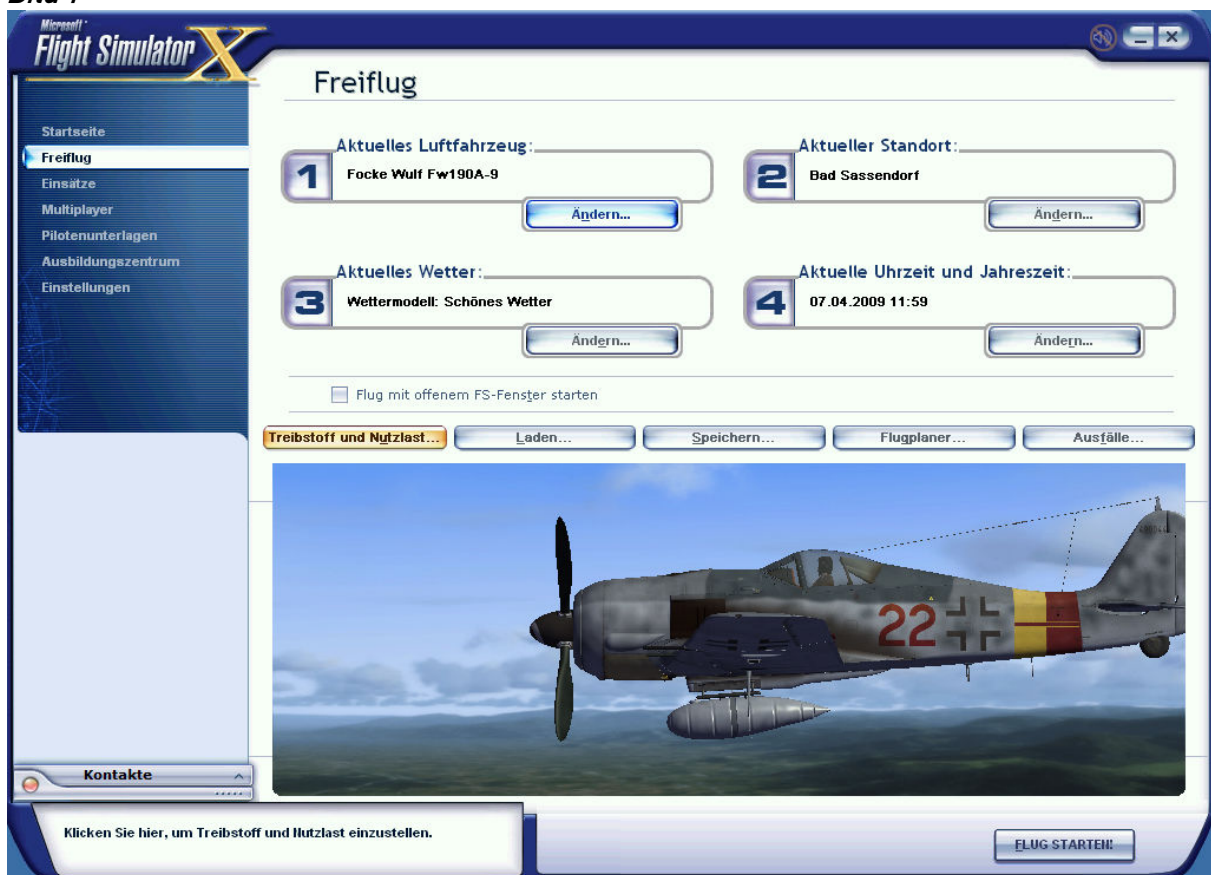 Microsoft
Flight Simulator X
Freiflug
Startseite
Freiflug
Einsätze
Multiplayer
Pilotenunterlagen
Ausbildungszentrum
Einstellungen
1
Aktuelles Luftfahrzeug:
Focke Wulf Fw190A-9
Ändern...
2
Aktueller Standort:
Bad Sassendorf
Ändern...
3
Aktuelles Wetter:
Wettermodell: Schönes Wetter
Ändern...
4
Aktuelle Uhrzeit und Jahreszeit:
07.04.2009 11:59
Ändern...
Flug mit offenem FS-Fenster starten
Treibstoff und Nutzlast...
Laden...
Speichern...
Flugplaner...
Ausfälle...
22
Kontakte
Klicken Sie hier, um Treibstoff und Nutzlast einzustellen.
FLUG STARTEN!